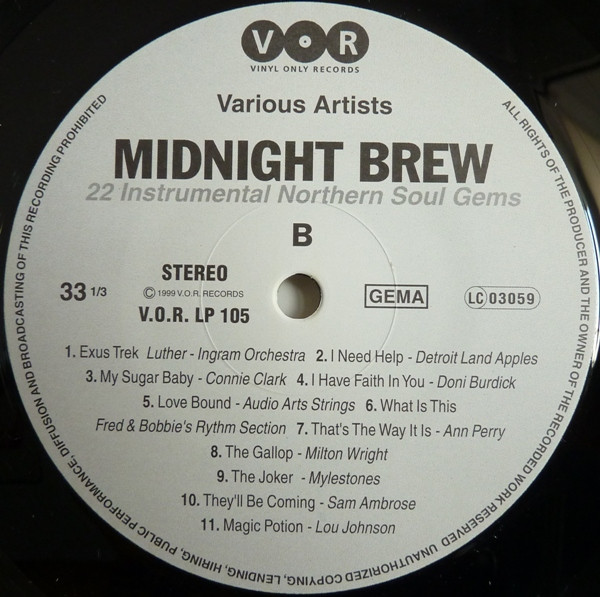 VOR
VINYL ONLY RECORDS
Various Artists
MIDNIGHT BREW
22 Instrumental Northern Soul Gems
B
STEREO
33 1/3
© 1999 V.O.R. RECORDS
V.O.R. LP 105
GEMA
LC 03059
1. Exus Trek Luther - Ingram Orchestra 2. I Need Help - Detroit Land Apples
3. My Sugar Baby - Connie Clark 4. I Have Faith In You - Doni Burdick
5. Love Bound - Audio Arts Strings 6. What Is This
Fred & Bobbie's Rythm Section 7. That's The Way It Is - Ann Perry
8. The Gallop - Milton Wright
9. The Joker - Mylestones
10. They'll Be Coming - Sam Ambrose
11. Magic Potion - Lou Johnson
ALL RIGHTS OF THE PRODUCER AND THE OWNER OF THE RECORDED WORK RESERVED UNAUTHORIZED COPYING, LENDING, HIRING, PUBLIC PERFORMANCE, DIFFUSION AND BROADCASTING OF THIS RECORDING PROHIBITED